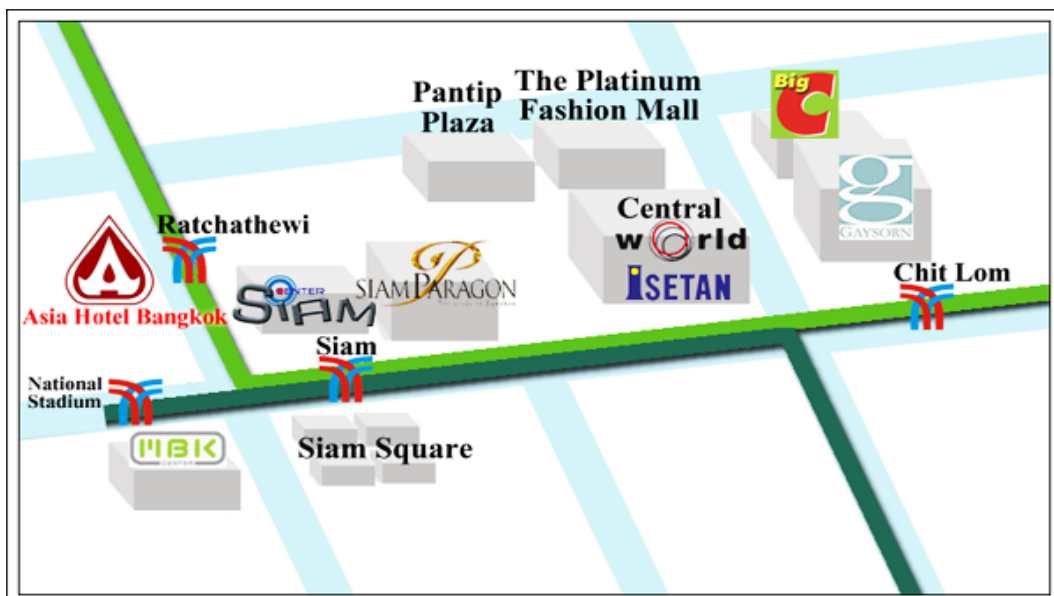 Pantip
Plaza
The Platinum
Fashion Mall
Big
C
g
GAYSORN
Ratchathewi
Central
world
ISETAN
CENTER
SIAM
P
SIAM PARAGON
Chit Lom
Asia Hotel Bangkok
Siam
National
Stadium
MBK
CENTER
Siam Square